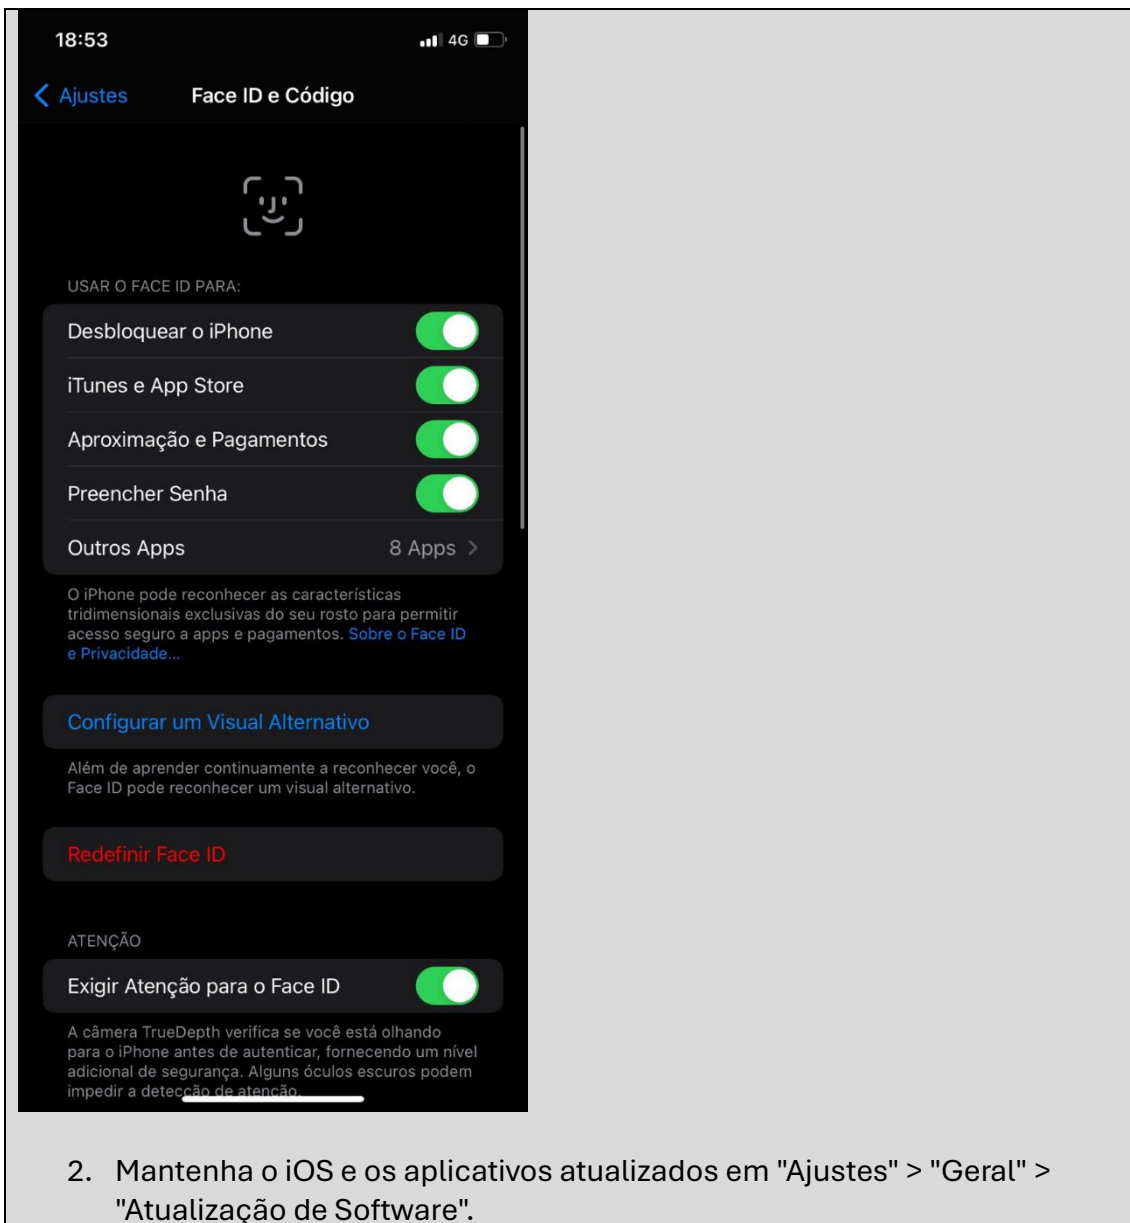 18:53
4G
Ajustes
Face ID e Código
USAR O FACE ID PARA:
Desbloquear o iPhone
iTunes e App Store
Aproximação e Pagamentos
Preencher Senha
Outros Apps
8 Apps
O iPhone pode reconhecer as características
tridimensionais exclusivas do seu rosto para permitir
acesso seguro a apps e pagamentos. Sobre o Face ID
e Privacidade...
Configurar um Visual Alternativo
Além de aprender continuamente a reconhecer você, o
Face ID pode reconhecer um visual alternativo.
Redefinir Face ID
ATENÇÃO
Exigir Atenção para o Face ID
A câmera TrueDepth verifica se você está olhando
para o iPhone antes de autenticar, fornecendo um nível
adicional de segurança. Alguns óculos escuros podem
impedir a detecção de atenção.
2. Mantenha o iOS e os aplicativos atualizados em "Ajustes" > "Geral" >
"Atualização de Software".